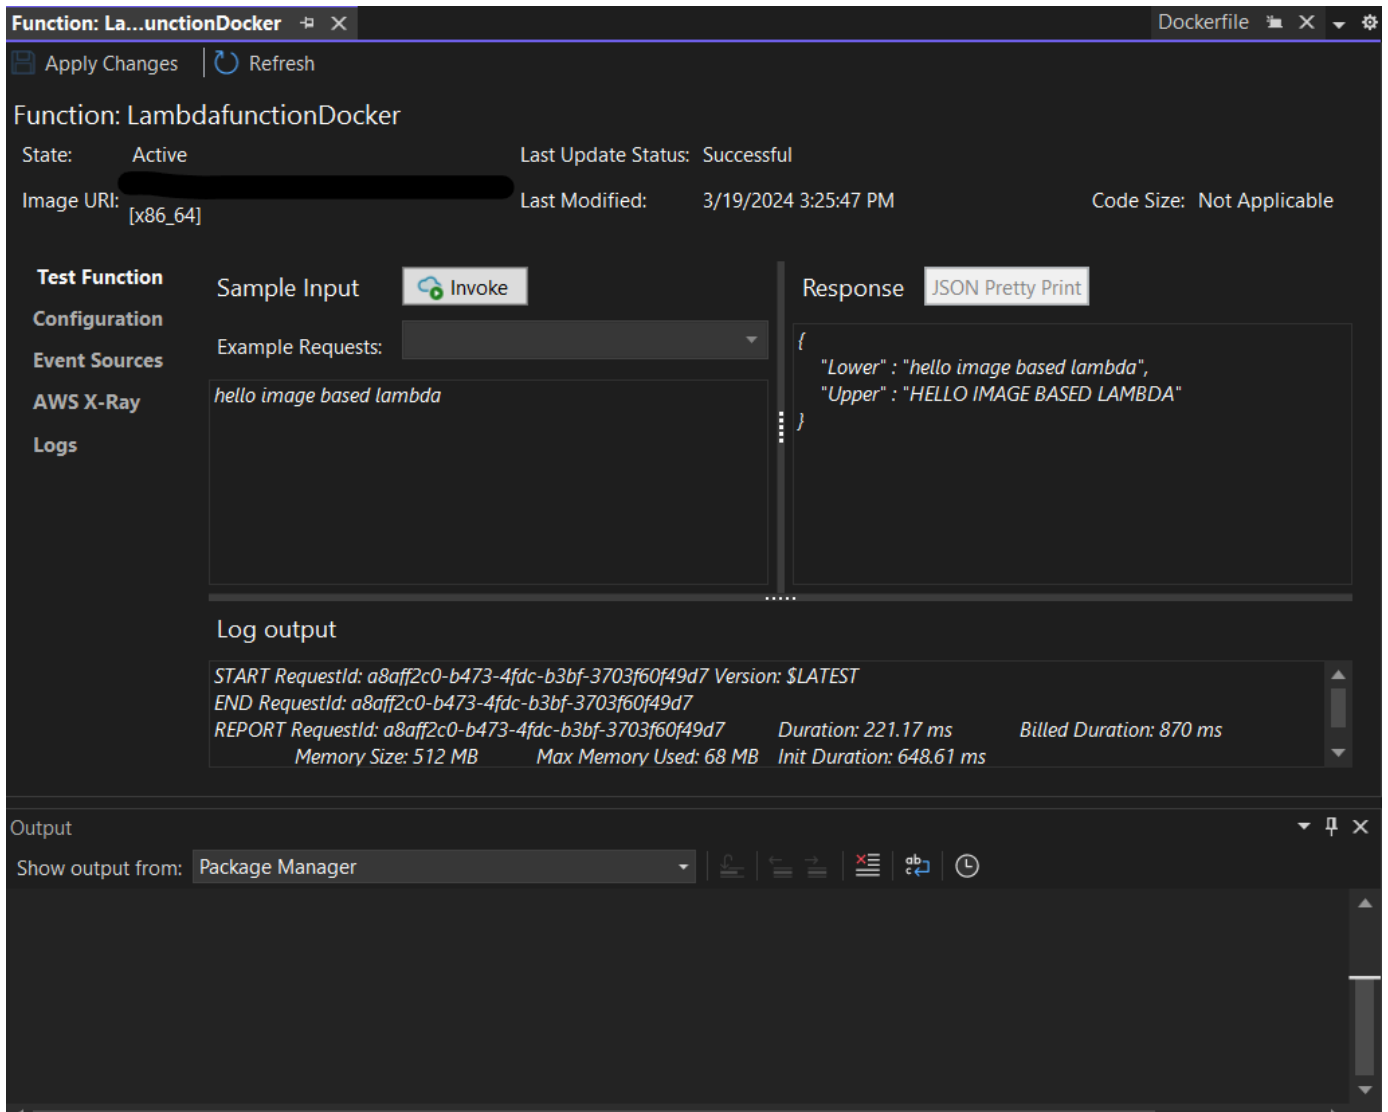 Function: La...unctionDocker
Dockerfile
Apply Changes
Refresh
Function: LambdafunctionDocker
State: Active
Last Update Status: Successful
Image URI:
[x86_64]
Last Modified: 3/19/2024 3:25:47 PM
Code Size: Not Applicable
Test Function
Configuration
Event Sources
AWS X-Ray
Logs
Sample Input
Invoke
Example Requests:
hello image based lambda
Response
JSON Pretty Print
{
"Lower" : "hello image based lambda",
"Upper" : "HELLO IMAGE BASED LAMBDA"
}
Log output
START RequestId: a8aff2c0-b473-4fdc-b3bf-3703f60f49d7 Version: $LATEST
END RequestId: a8aff2c0-b473-4fdc-b3bf-3703f60f49d7
REPORT RequestId: a8aff2c0-b473-4fdc-b3bf-3703f60f49d7 Duration: 221.17 ms Billed Duration: 870 ms
Memory Size: 512 MB Max Memory Used: 68 MB Init Duration: 648.61 ms
Output
Show output from: Package Manager